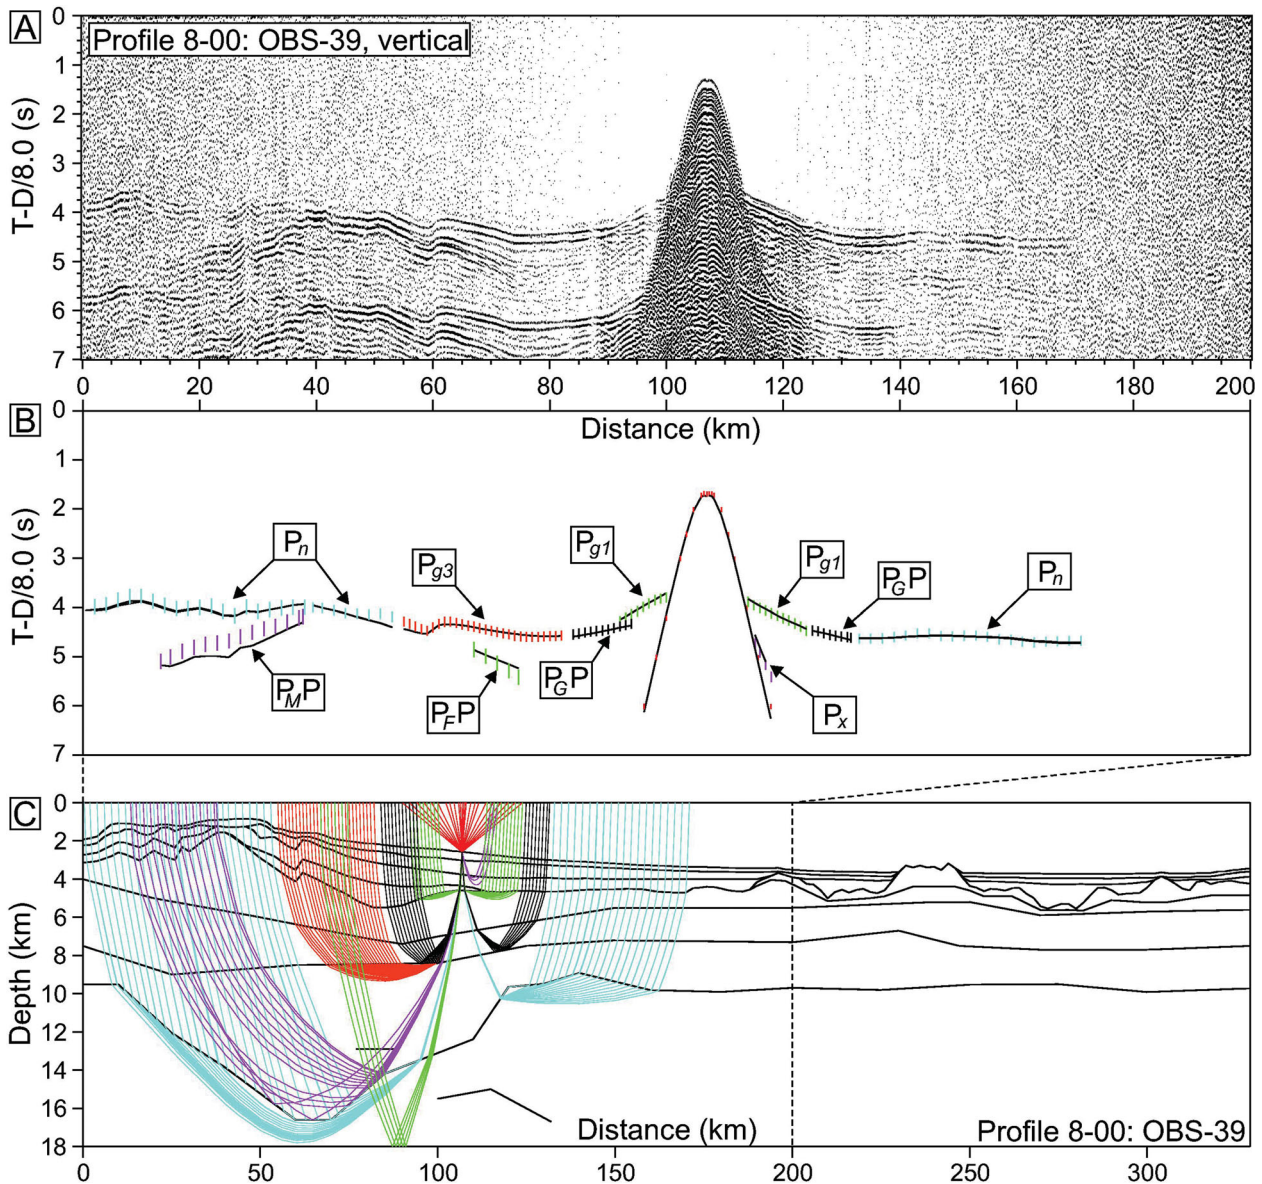 A
Profile 8-00: OBS-39, vertical
T-D/8.0 (s)
0
1
2
3
4
5
6
7
0 20 40 60 80 100 120 140 160 180 200
Distance (km)
B
T-D/8.0 (s)
0
1
2
3
4
5
6
7
Pn
Pg3
Pg1
Pg1
PGP
Pn
PMP
PFP
PGP
Px
C
Depth (km)
0
2
4
6
8
10
12
14
16
18
Distance (km)
Profile 8-00: OBS-39
0 50 100 150 200 250 300